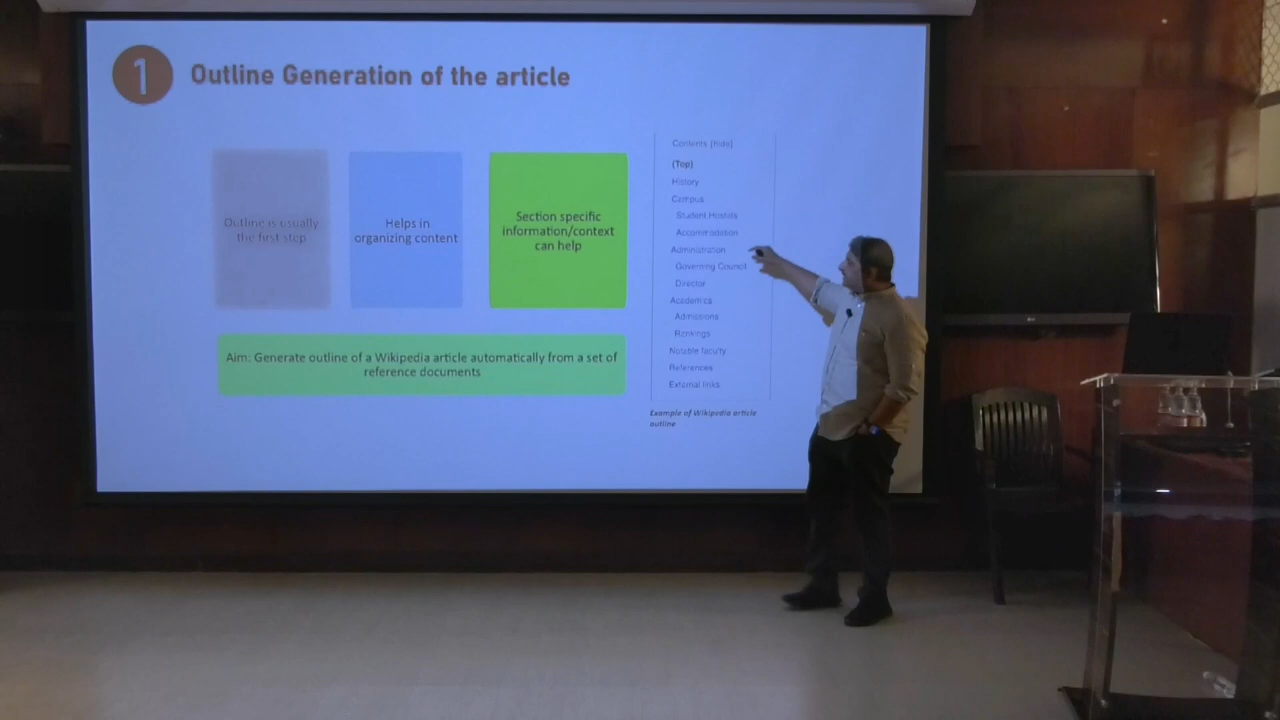 1 Outline Generation of the article
Outline is usually
the first step
Helps in
organizing content
Section specific
information/context
can help
Aim: Generate outline of a Wikipedia article automatically from a set of
reference documents
Contents [hide]
(Top)
History
Campus
Student Hostels
Accommodation
Administration
Governing Council
Director
Academics
Admissions
Rankings
Notable faculty
References
External links
Example of Wikipedia article
outline